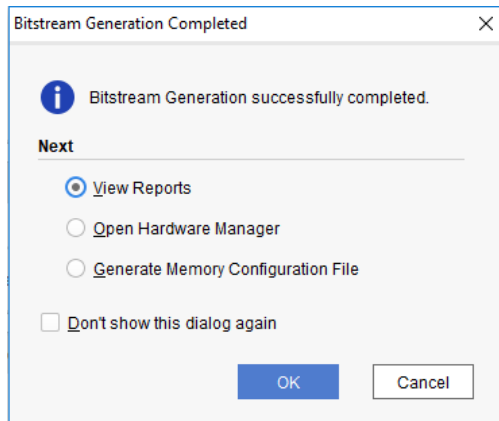 Bitstream Generation Completed
Bitstream Generation successfully completed.
Next
View Reports
Open Hardware Manager
Generate Memory Configuration File
Don't show this dialog again
OK
Cancel